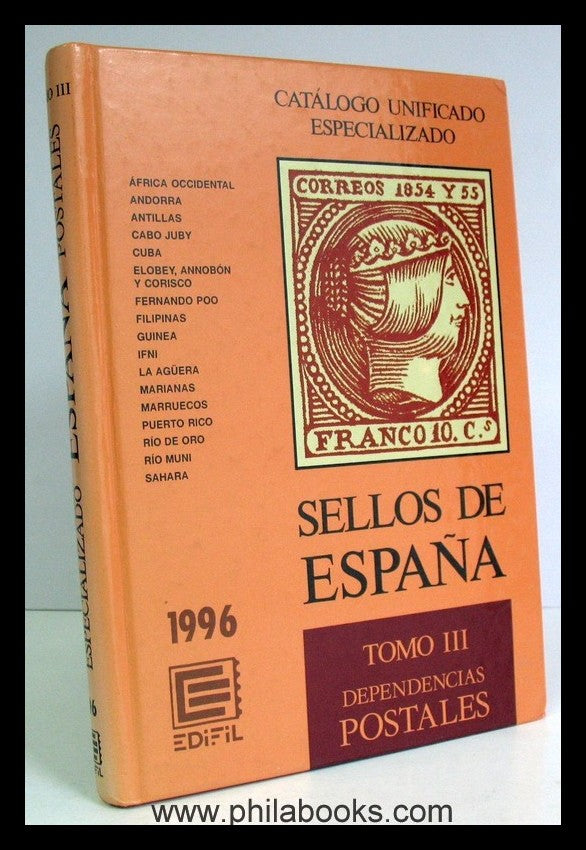 CATÁLOGO UNIFICADO
ESPECIALIZADO
ÁFRICA OCCIDENTAL
ANDORRA
ANTILLAS
CABO JUBY
CUBA
ELOBEY, ANNOBÓN
Y CORISCO
FERNANDO POO
FILIPINAS
GUINEA
IFNI
LA AGÜERA
MARIANAS
MARRUECOS
PUERTO RICO
RÍO DE ORO
RÍO MUNI
SAHARA
CORREOS 1854 Y 55
FRANCO 10. C.s
SELLOS DE
ESPAÑA
1996
EDIFIL
TOMO III
DEPENDENCIAS
POSTALES
III
ESPECIALIZADO ESPAÑA POSTALES
6
www.philabooks.com